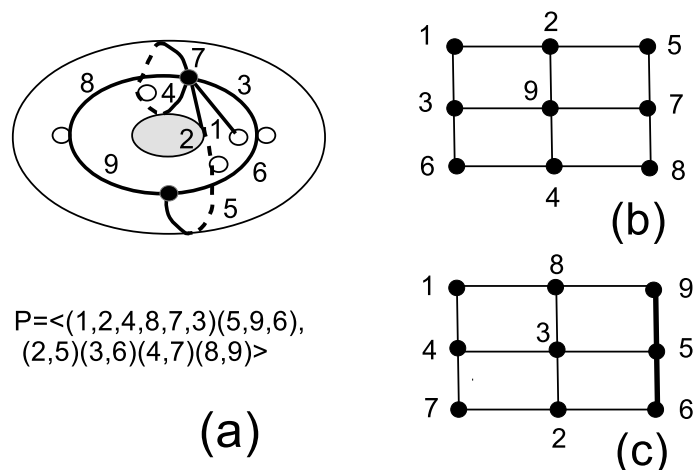 7
8
3
4
1
2
9
6
5
P=<(1,2,4,8,7,3)(5,9,6),
(2,5)(3,6)(4,7)(8,9)>
(a)
1 2 5
3 9 7
6 4 8
(b)
1 8 9
4 3 5
7 2 6
(c)